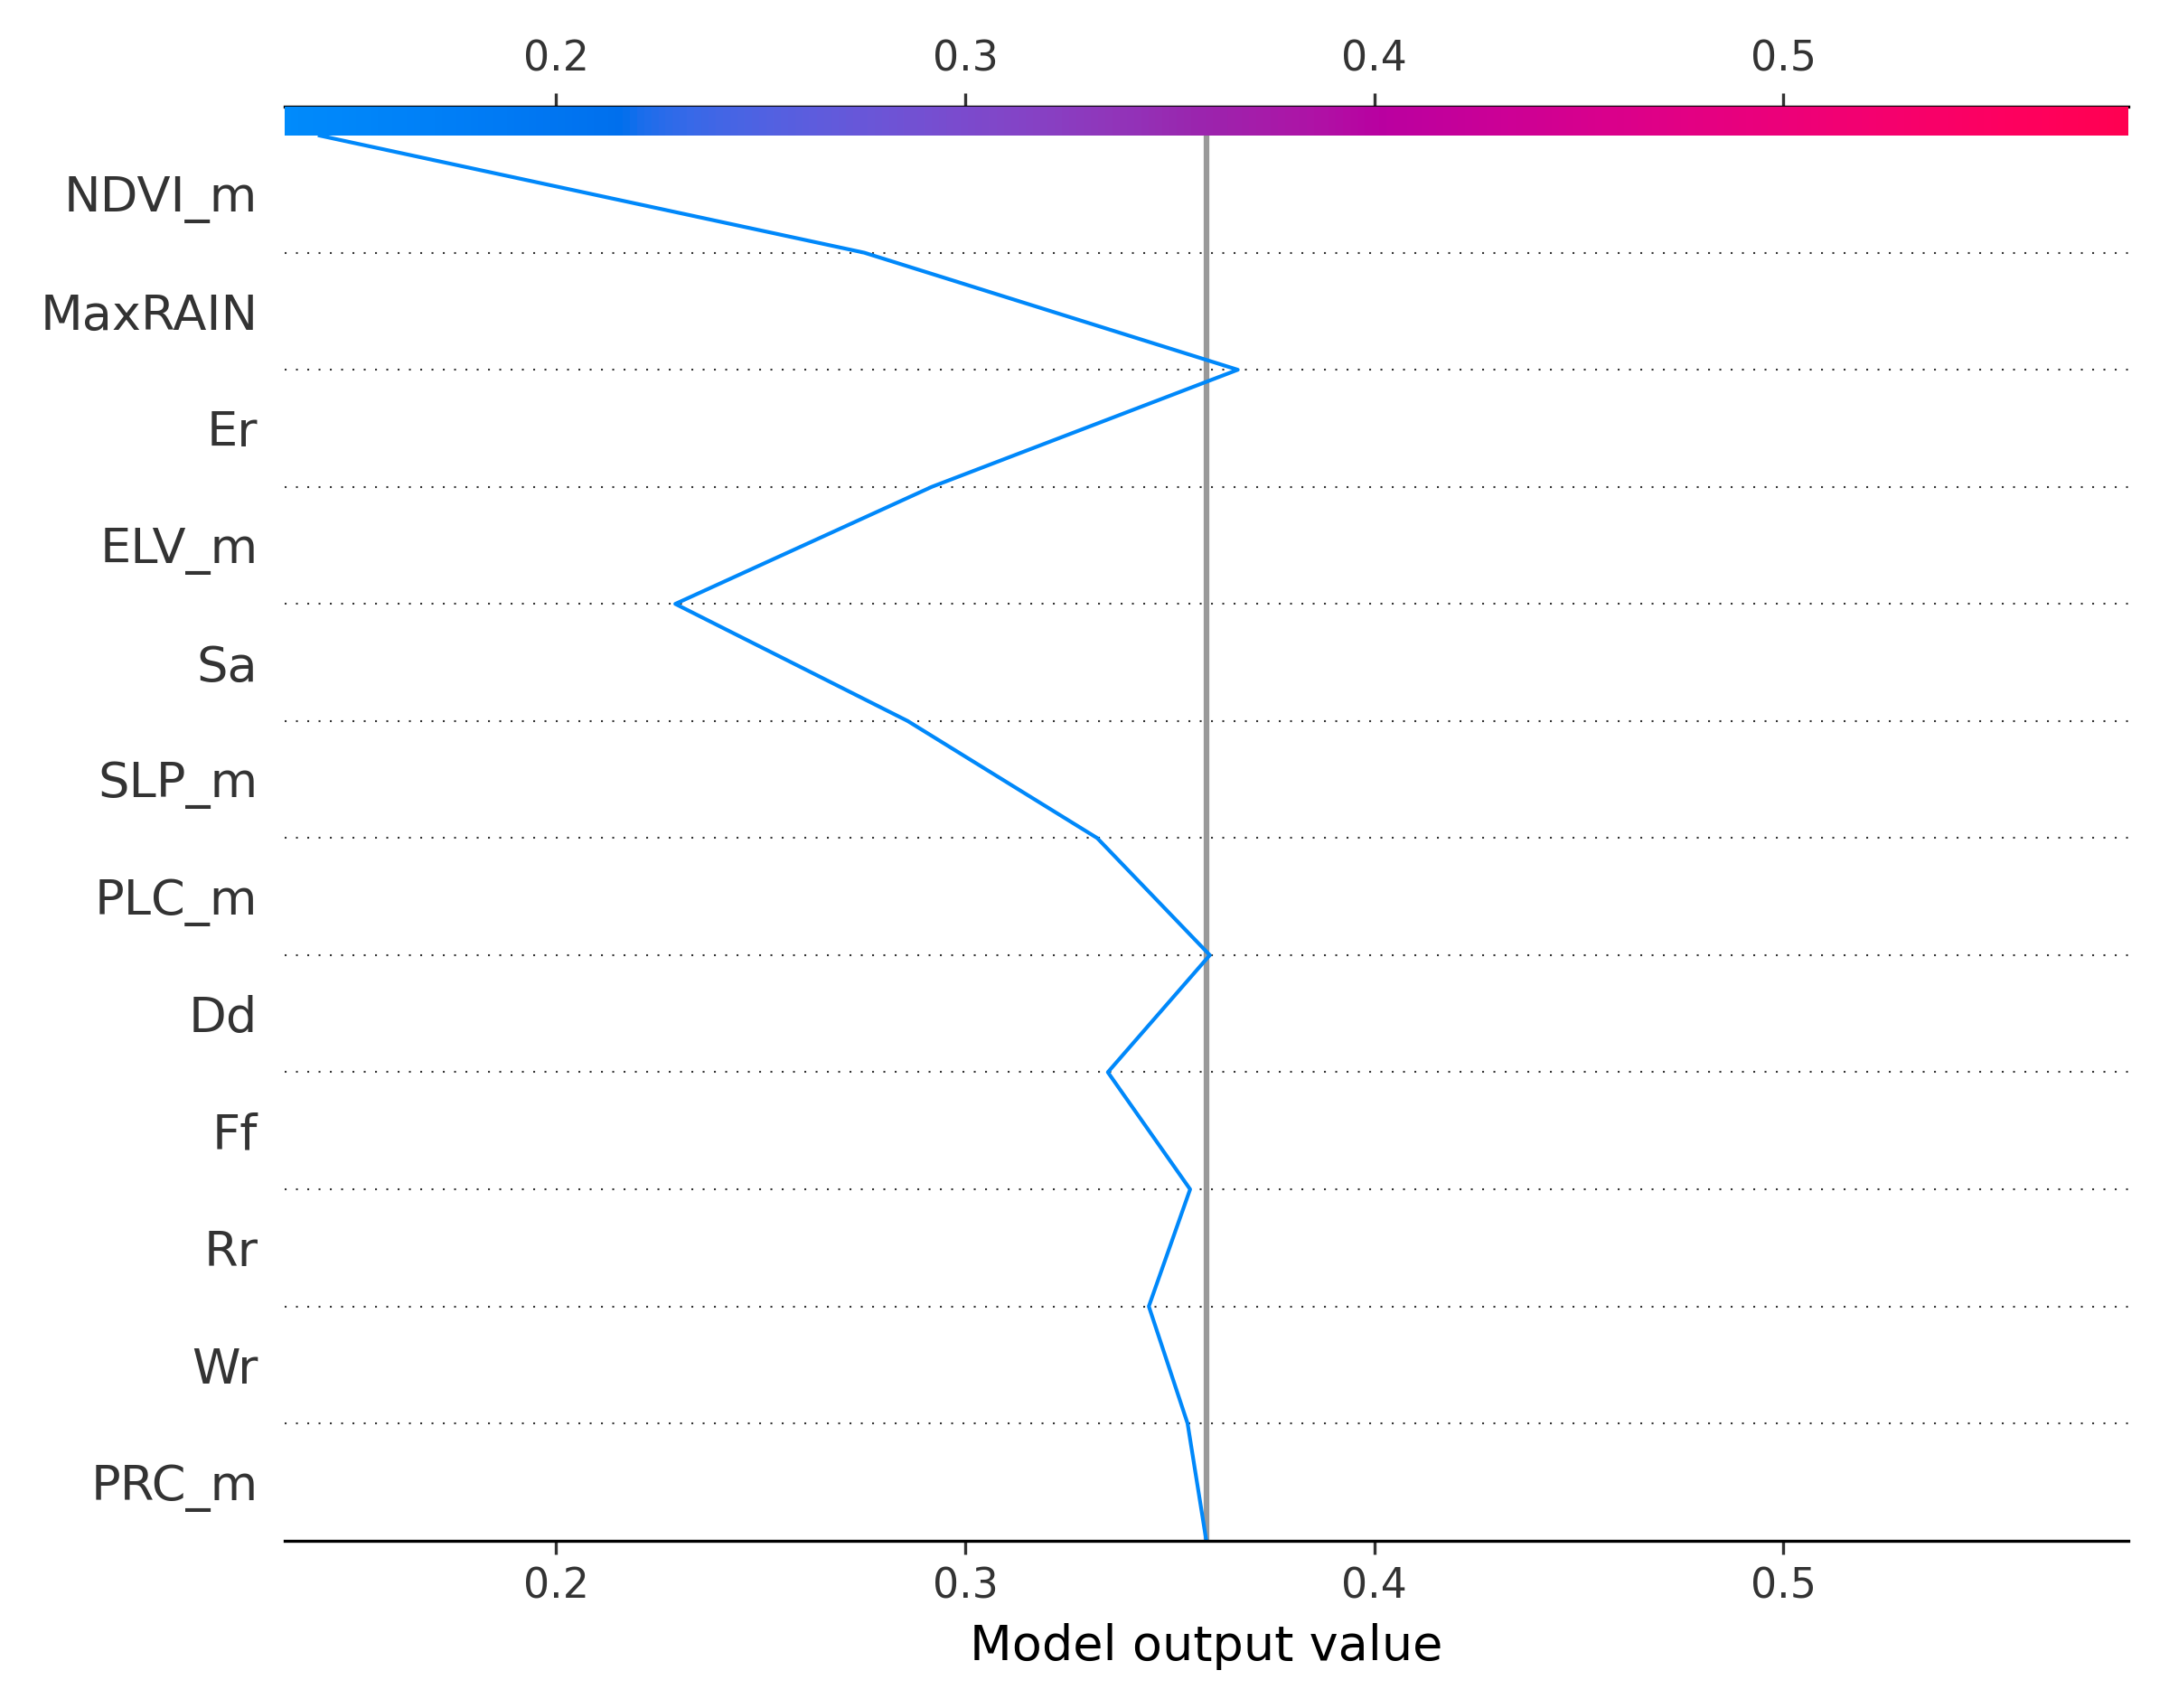 0.2 0.3 0.4 0.5
NDVI_m
MaxRAIN
Er
ELV_m
Sa
SLP_m
PLC_m
Dd
Ff
Rr
Wr
PRC_m
0.2 0.3 0.4 0.5
Model output value